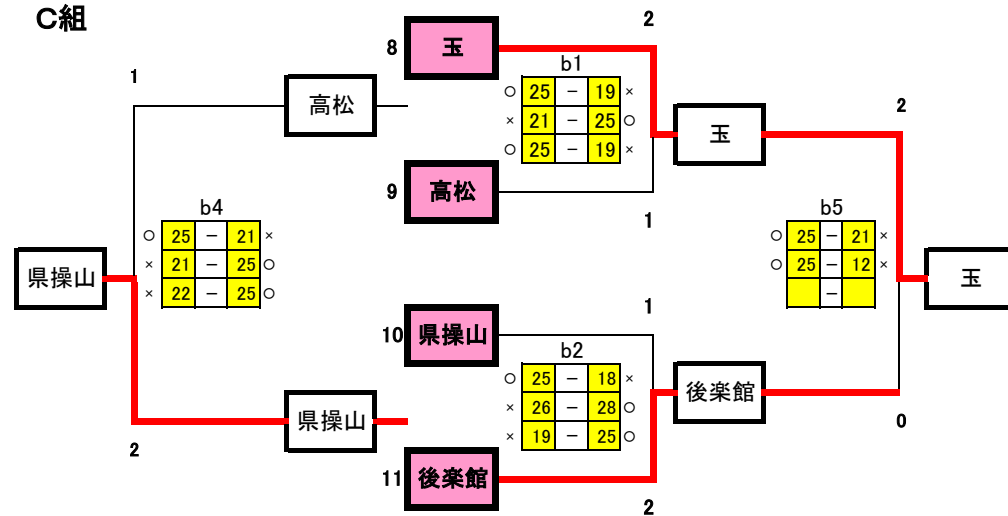 C組
8 玉 2
1
b1
高松
○ 25 － 19 ×
2
× 21 － 25 ○
玉
○ 25 － 19 ×
9 高松
1
b4
b5
○ 25 － 21 ×
○ 25 － 21 ×
× 21 － 25 ○
○ 25 － 12 ×
県操山
玉
× 22 － 25 ○
－
1
10 県操山
b2
○ 25 － 18 ×
後楽館
× 26 － 28 ○
県操山
0
× 19 － 25 ○
2
11 後楽館
2